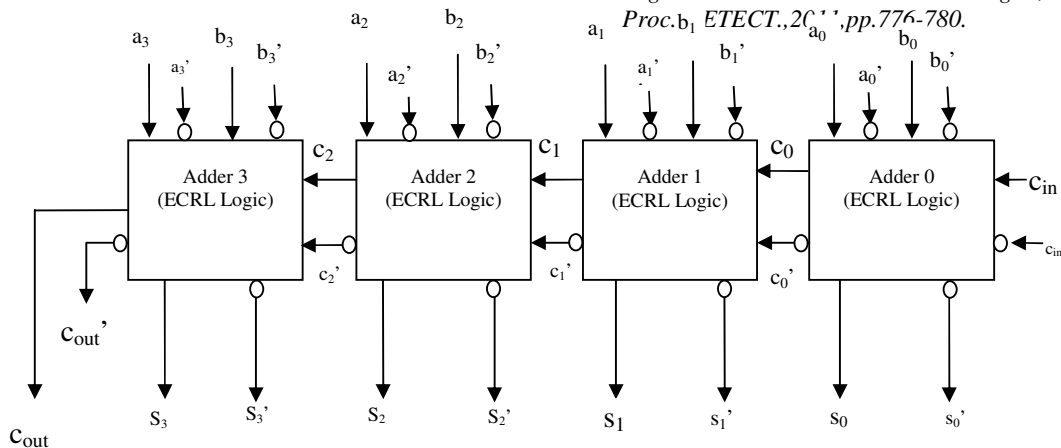 Proc. ETECT.,2011,pp.776-780.
a3 a3’ b3 b3’ a2 a2’ b2 b2’ a1 a1’ b1 b1’ a0 a0’ b0 b0’
c2 c1 c0
Adder 3 Adder 2 Adder 1 Adder 0
(ECRL Logic) (ECRL Logic) (ECRL Logic) (ECRL Logic)
cin
c2’ c1’ c0’ cin
cout’
cout
S3 S3’ S2 S2’ s1 s1’ s0 s0’